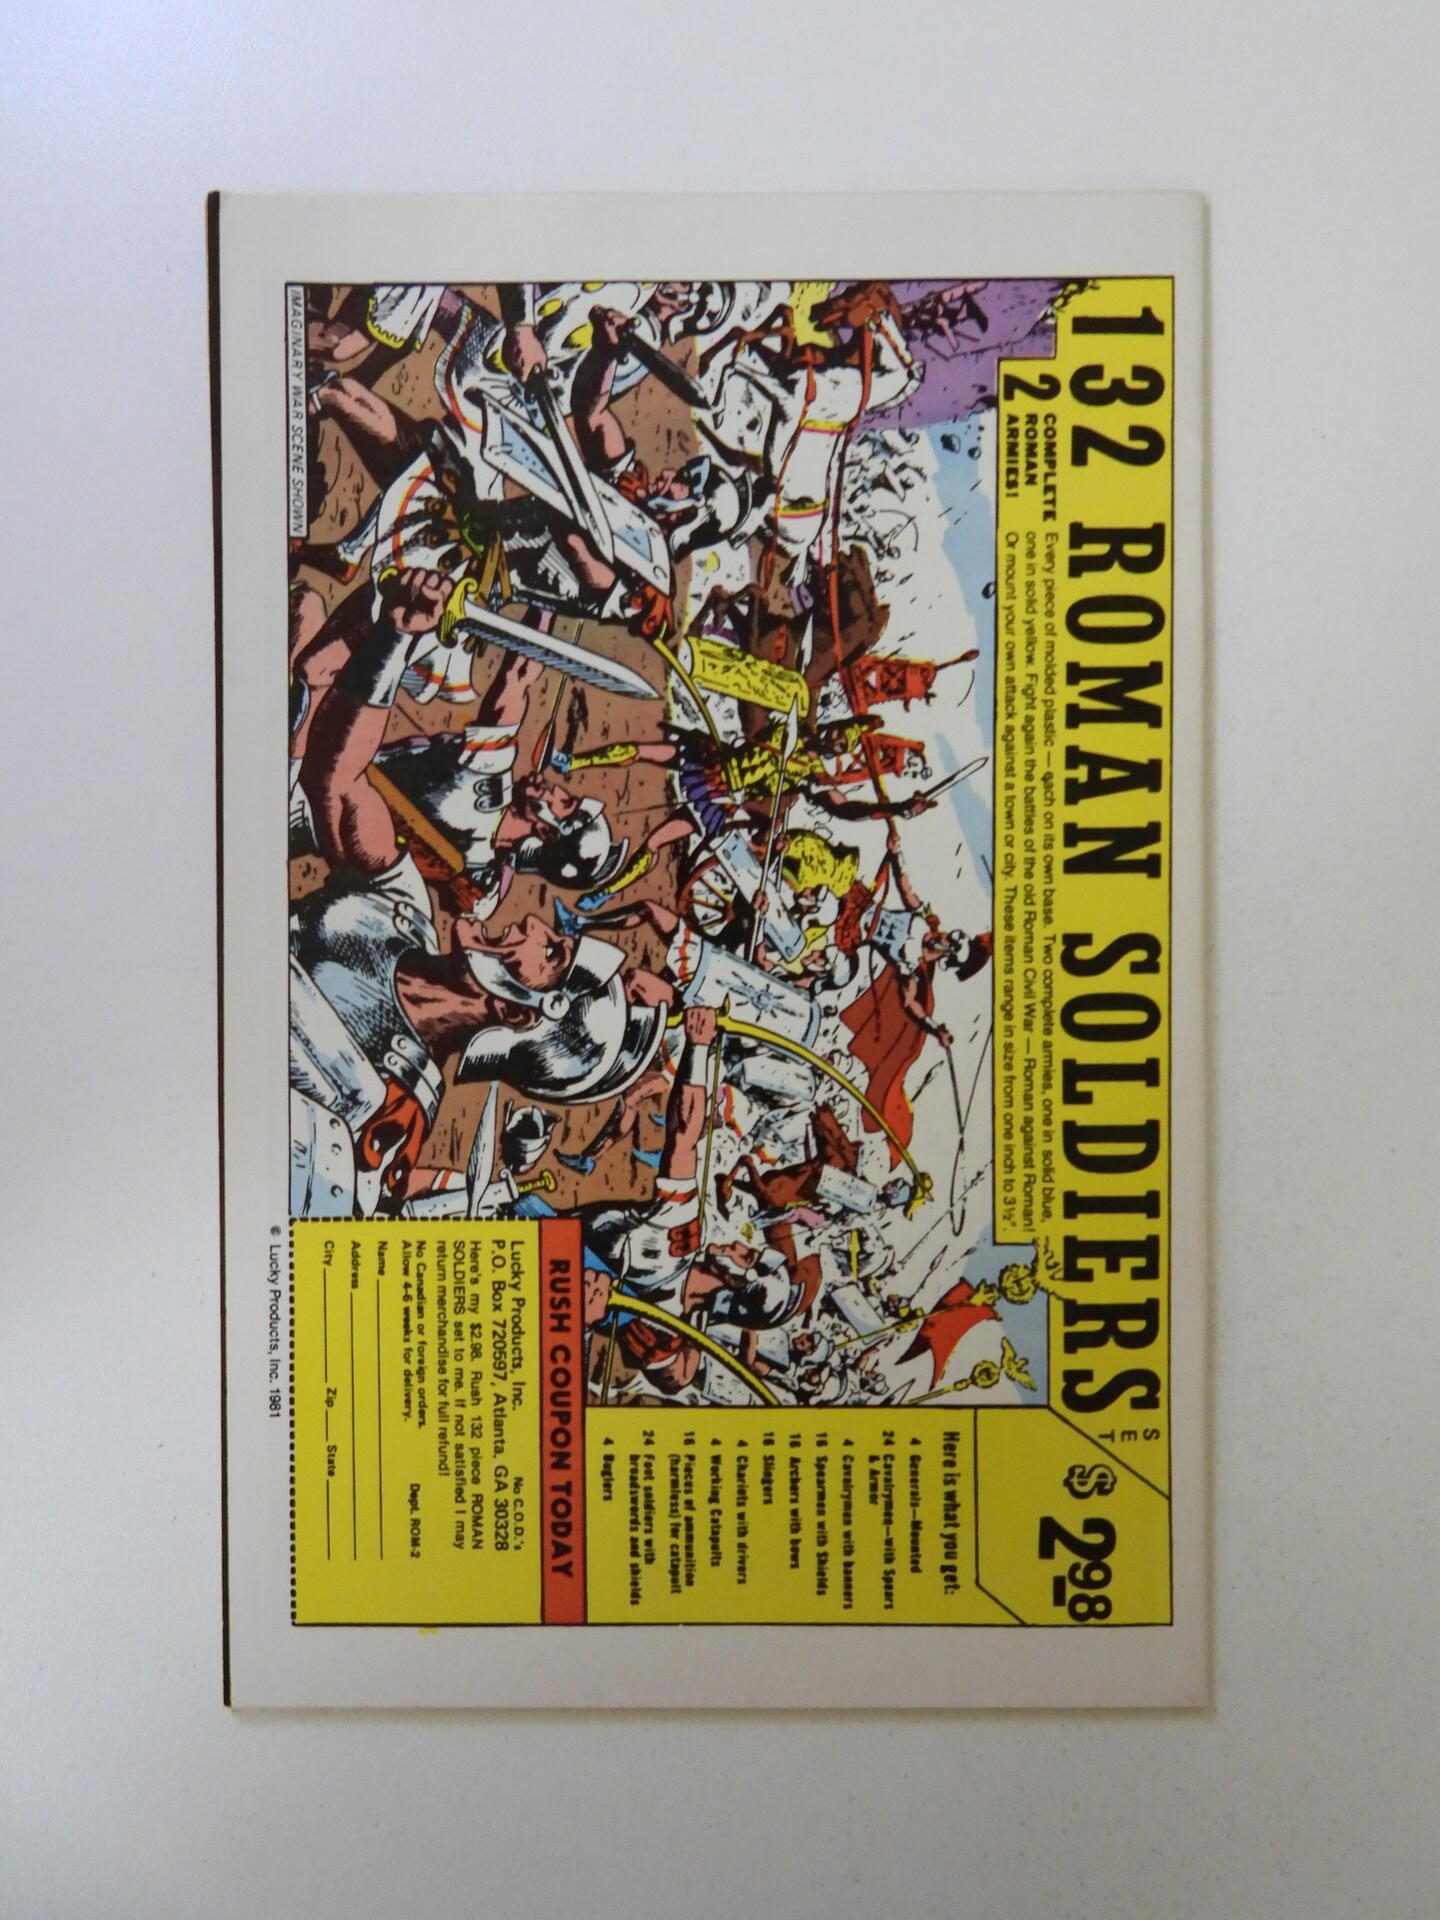 132 ROMAN SOLDIERS
SET
$2.98
2
COMPLETE
ROMAN
ARMIES!
Every piece of molded plastic — each on its own base. Two complete armies, one in solid blue,
one in solid yellow. Fight again the battles of the old Roman Civil War — Roman against Roman!
Or mount your own attack against a town or city. These items range in size from one inch to 3½".
Here is what you get:
4 Generals—Mounted
24 Cavalrymen—with Spears
& Armor
4 Cavalrymen with banners
16 Spearmen with Shields
16 Archers with bows
16 Slingers
4 Chariots with drivers
4 Working Catapults
16 Pieces of ammunition
(harmless) for catapult
24 Foot soldiers with
broadswords and shields
4 Buglers
RUSH COUPON TODAY
Lucky Products, Inc. No C.O.D.'s
P.O. Box 720597, Atlanta, GA 30328
Here's my $2.98. Rush 132 piece ROMAN
SOLDIERS set to me. If not satisfied I may
return merchandise for full refund!
No Canadian or foreign orders.
Allow 4-6 weeks for delivery. Dept. ROM-2
Name
Address
City Zip State
IMAGINARY WAR SCENE SHOWN
© Lucky Products, Inc. 1981